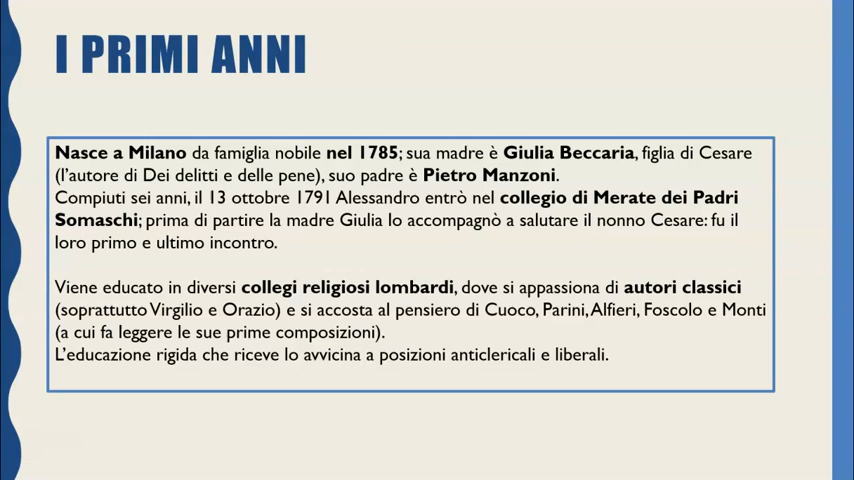 I PRIMI ANNI
Nasce a Milano da famiglia nobile nel 1785; sua madre è Giulia Beccaria, figlia di Cesare
(l'autore di Dei delitti e delle pene), suo padre è Pietro Manzoni.
Compiuti sei anni, il 13 ottobre 1791 Alessandro entrò nel collegio di Merate dei Padri
Somaschi; prima di partire la madre Giulia lo accompagnò a salutare il nonno Cesare: fu il
loro primo e ultimo incontro.
Viene educato in diversi collegi religiosi lombardi, dove si appassiona di autori classici
(soprattutto Virgilio e Orazio) e si accosta al pensiero di Cuoco, Parini, Alfieri, Foscolo e Monti
(a cui fa leggere le sue prime composizioni).
L'educazione rigida che riceve lo avvicina a posizioni anticlericali e liberali.